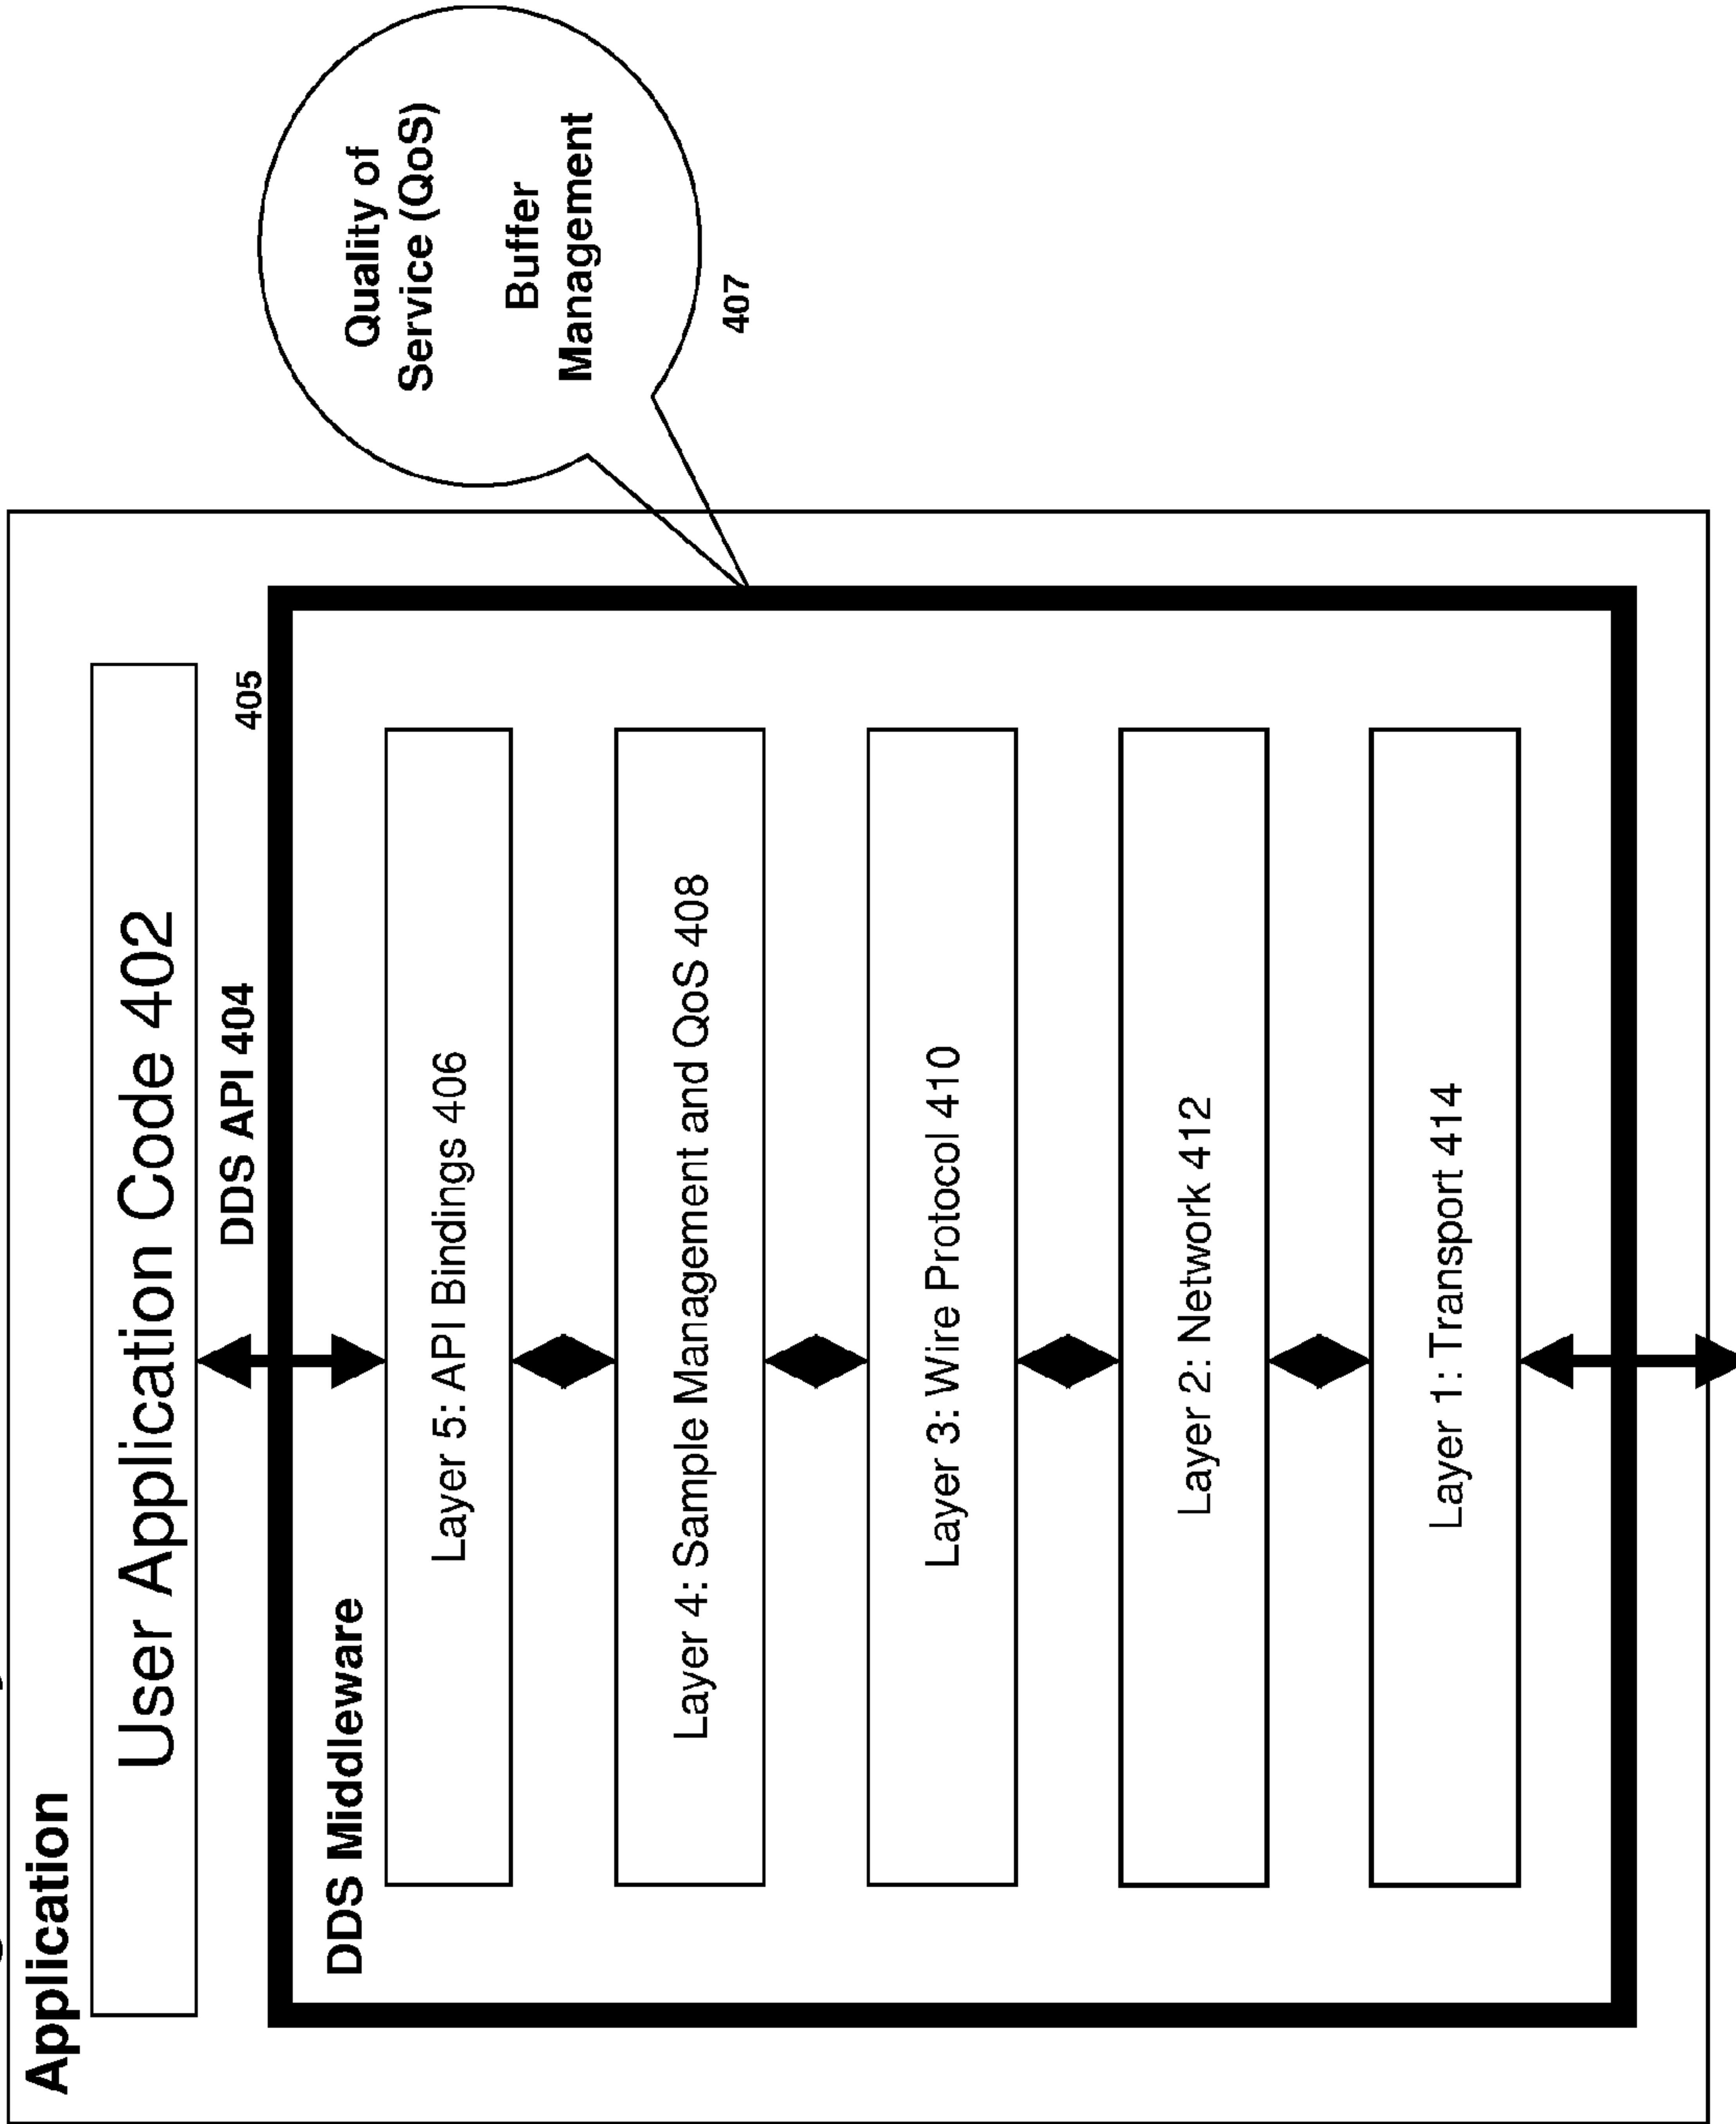 Application
User Application Code 402
DDS API 404
405
DDS Middleware
Layer 5: API Bindings 406
Layer 4: Sample Management and QoS 408
Layer 3: Wire Protocol 410
Layer 2: Network 412
Layer 1: Transport 414
Quality of
Service (QoS)
Buffer
Management
407